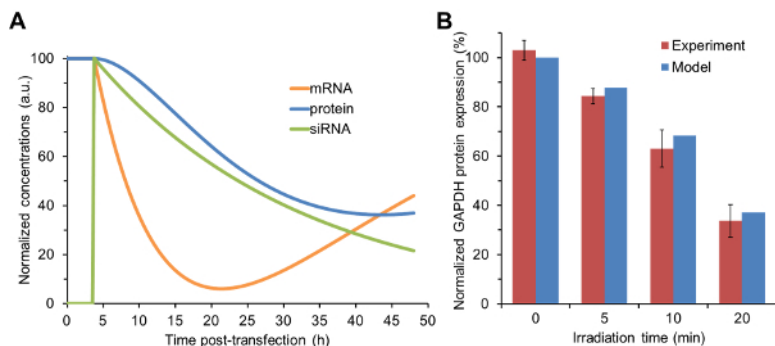 A
Normalized concentrations (a.u.)
100
80
60
40
20
0
mRNA
protein
siRNA
0 5 10 15 20 25 30 35 40 45 50
Time post-transfection (h)
B
Normalized GAPDH protein expression (%)
100
80
60
40
20
0
Experiment
Model
0 5 10 20
Irradiation time (min)